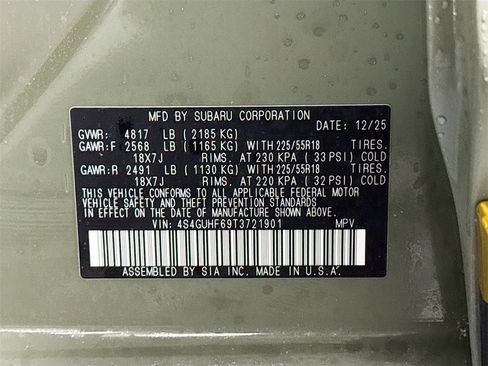 MFD BY SUBARU CORPORATION
GVWR: 4817 LB ( 2185 KG) DATE: 12/25
GAWR:F 2568 LB ( 1165 KG) WITH 225/55R18 TIRES.
18X7J RIMS. AT 230 KPA ( 33 PSI) COLD
GAWR:R 2491 LB ( 1130 KG) WITH 225/55R18 TIRES.
18X7J RIMS. AT 220 KPA ( 32 PSI) COLD
THIS VEHICLE CONFORMS TO ALL APPLICABLE FEDERAL MOTOR
VEHICLE SAFETY AND THEFT PREVENTION STANDARDS IN EFFECT
ON THE DATE OF MANUFACTURE SHOWN ABOVE.
VIN: 4S4GUHF69T3721901 MPV
ASSEMBLED BY SIA INC. MADE IN U.S.A.